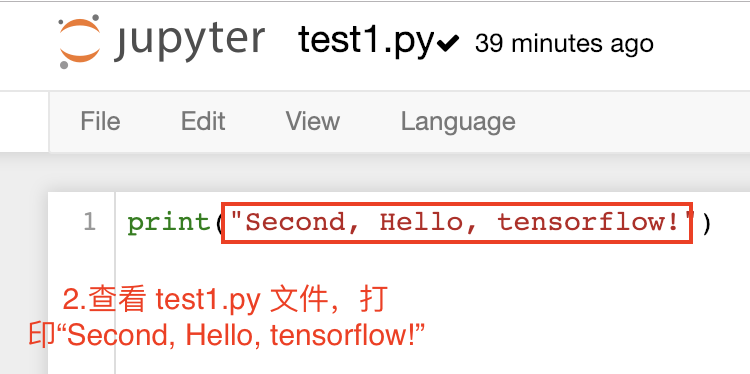 jupyter test1.py✔ 39 minutes ago
File Edit View Language
1 print("Second, Hello, tensorflow!")
2.查看 test1.py 文件，打
印“Second, Hello, tensorflow!”